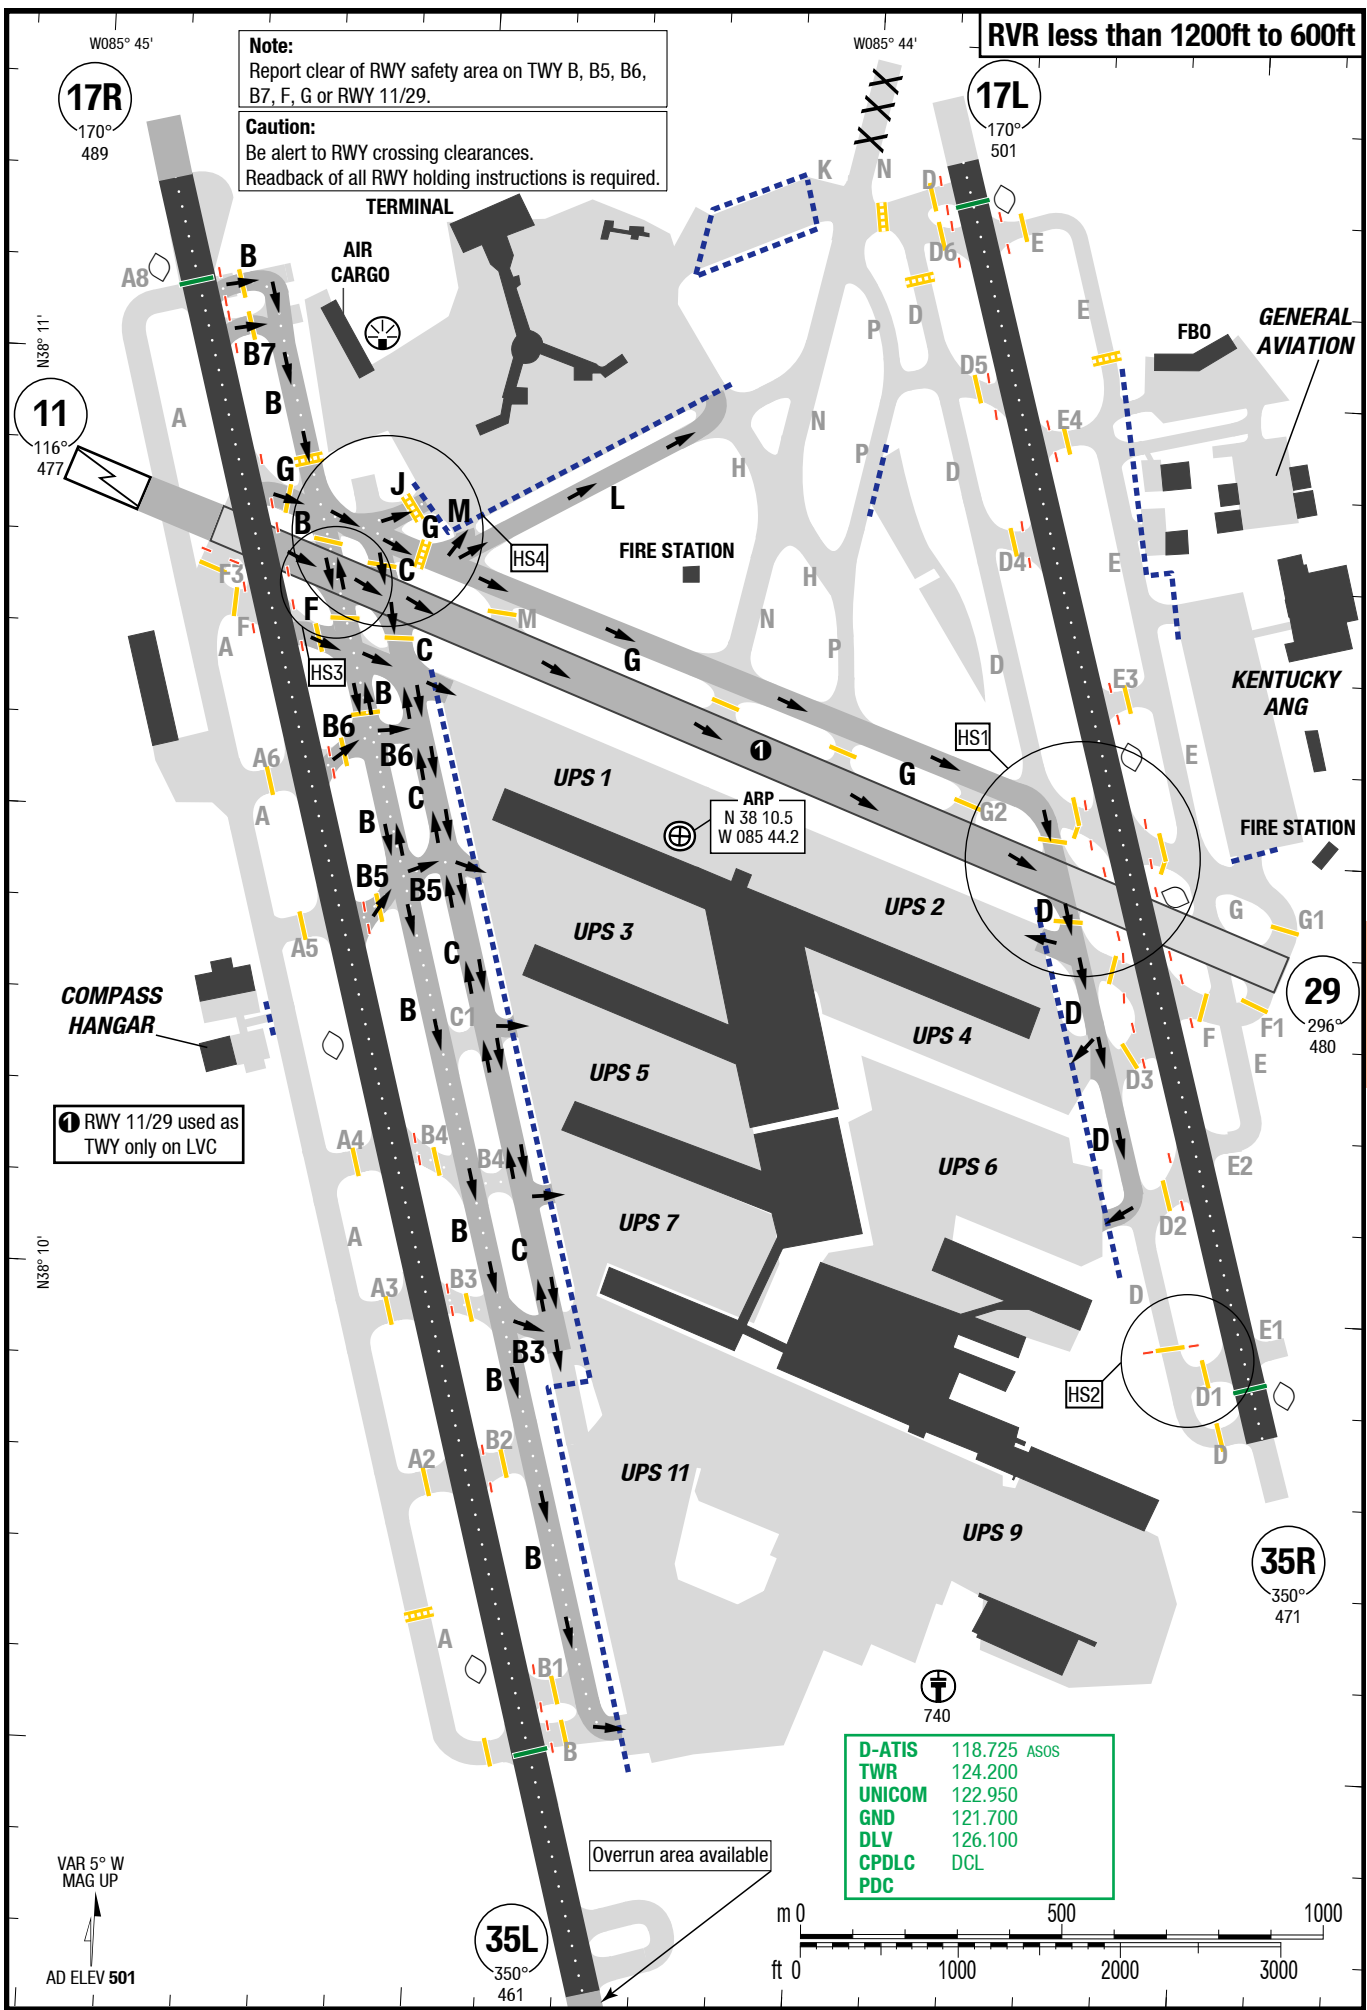 RVR less than 1200ft to 600ft
W085° 45'
W085° 44'
Note:
Report clear of RWY safety area on TWY B, B5, B6,
B7, F, G or RWY 11/29.
Caution:
Be alert to RWY crossing clearances.
Readback of all RWY holding instructions is required.
17R
170°
489
17L
170°
501
TERMINAL
AIR
CARGO
K
N
D
D6
E
A8
B
B7
B
A
N38° 11'
11
116°
477
P
D
E
FBO
GENERAL
AVIATION
D5
E4
N
H
P
D
G
J
M
L
B
G
C
HS4
FIRE STATION
D4
E
F3
F
A
F
M
C
HS3
H
N
P
G
D
E3
KENTUCKY
ANG
B
B6
B6
A6
A
C
B
UPS 1
1
G
HS1
E
G2
ARP
N 38 10.5
W 085 44.2
FIRE STATION
B5
B5
A5
C
UPS 3
UPS 2
D
G
G1
COMPASS
HANGAR
B
C1
UPS 5
UPS 4
D
D3
F
F1
E
29
296°
480
1 RWY 11/29 used as
TWY only on LVC
A4
B4
B4
UPS 6
D
E2
N38° 10'
A
B
C
UPS 7
D2
A3
B3
D
E1
B3
B
HS2
D1
D
A2
B2
UPS 11
UPS 9
B
35R
350°
471
A
B1
B
740
D-ATIS 118.725 ASOS
TWR 124.200
UNICOM 122.950
GND 121.700
DLV 126.100
CPDLC DCL
PDC
Overrun area available
VAR 5° W
MAG UP
AD ELEV 501
35L
350°
461
m 0 500 1000
ft 0 1000 2000 3000